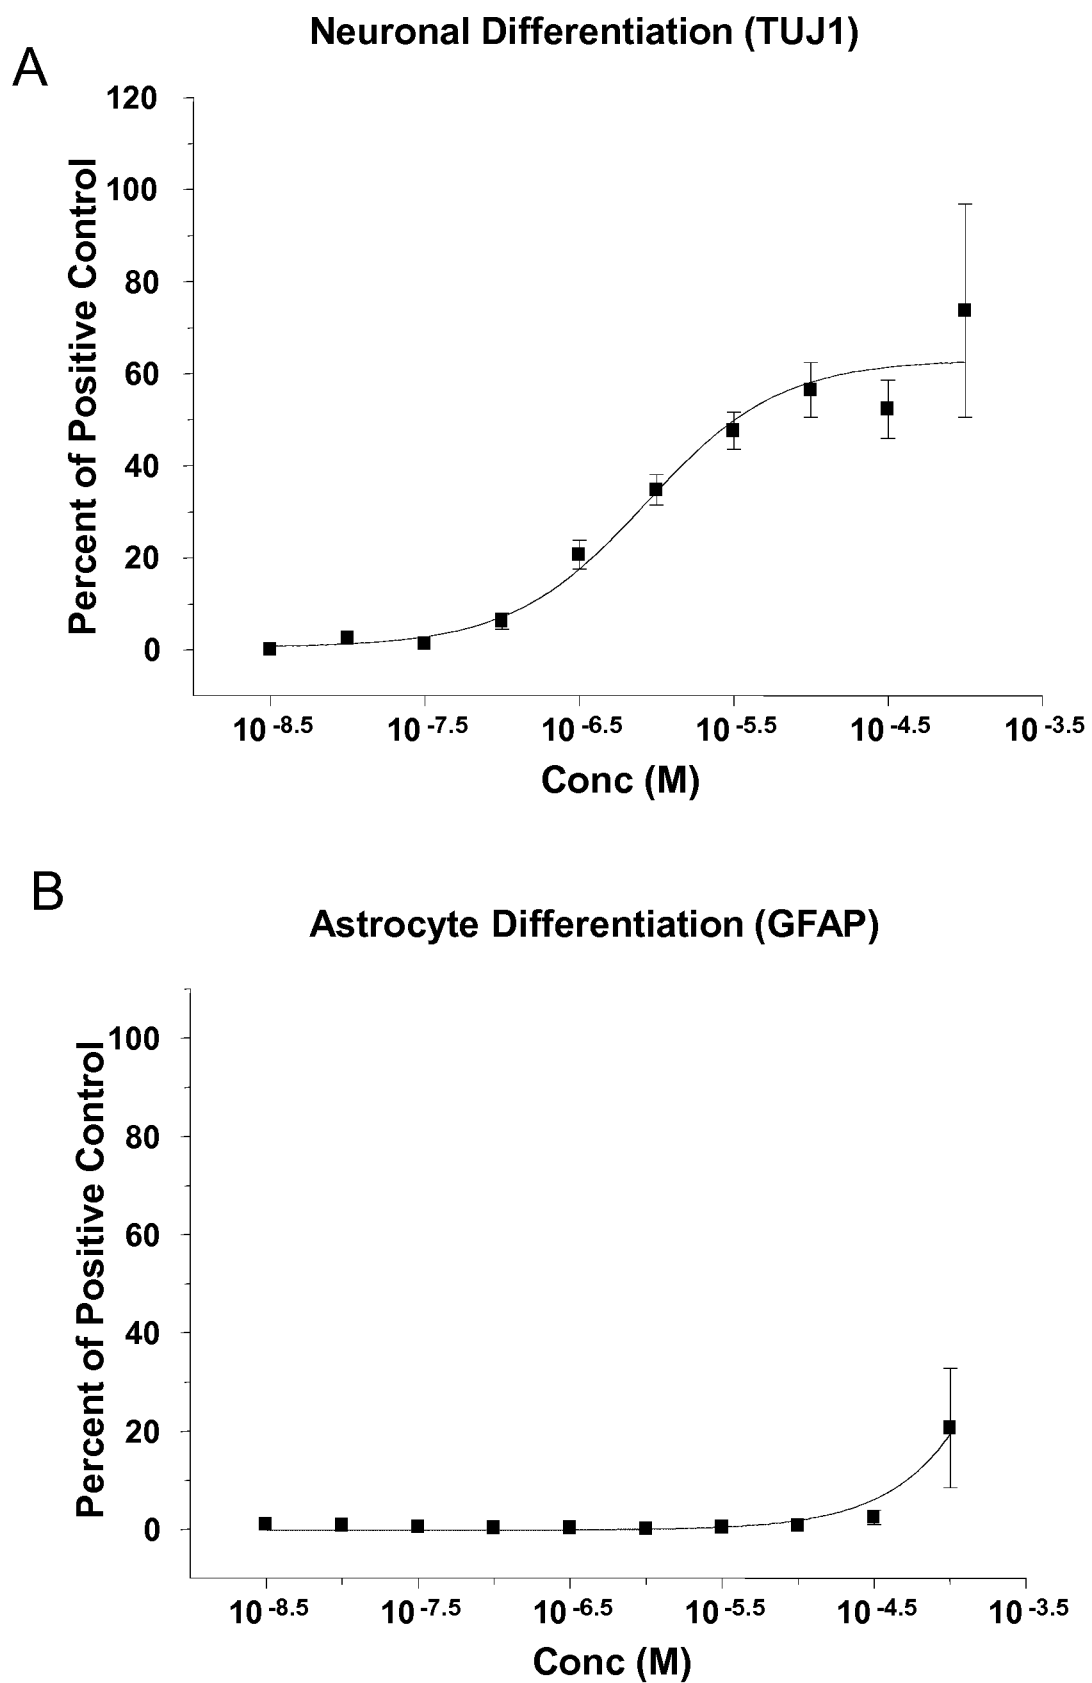 Neuronal Differentiation (TUJ1)
A
120
100
80
60
40
20
0
Percent of Positive Control
10-8.5 10-7.5 10-6.5 10-5.5 10-4.5 10-3.5
Conc (M)
B
Astrocyte Differentiation (GFAP)
100
80
60
40
20
0
Percent of Positive Control
10-8.5 10-7.5 10-6.5 10-5.5 10-4.5 10-3.5
Conc (M)